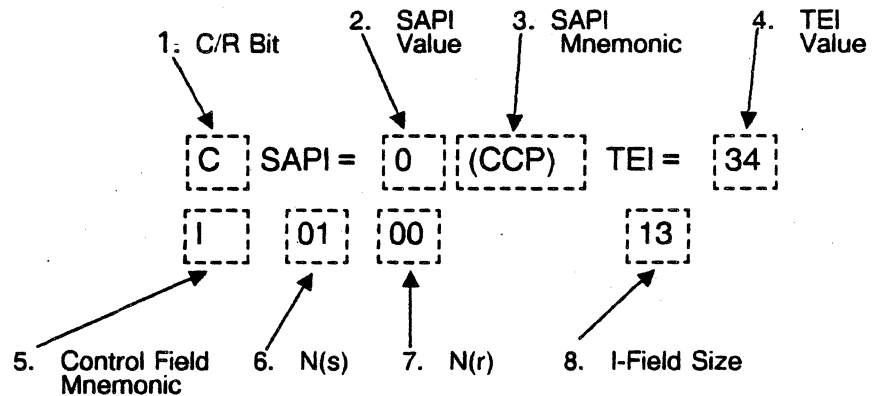 1. C/R Bit
2. SAPI Value
3. SAPI Mnemonic
4. TEI Value
C SAPI = 0 (CCP) TEI = 34
I 01 00 13
5. Control Field Mnemonic
6. N(s)
7. N(r)
8. I-Field Size